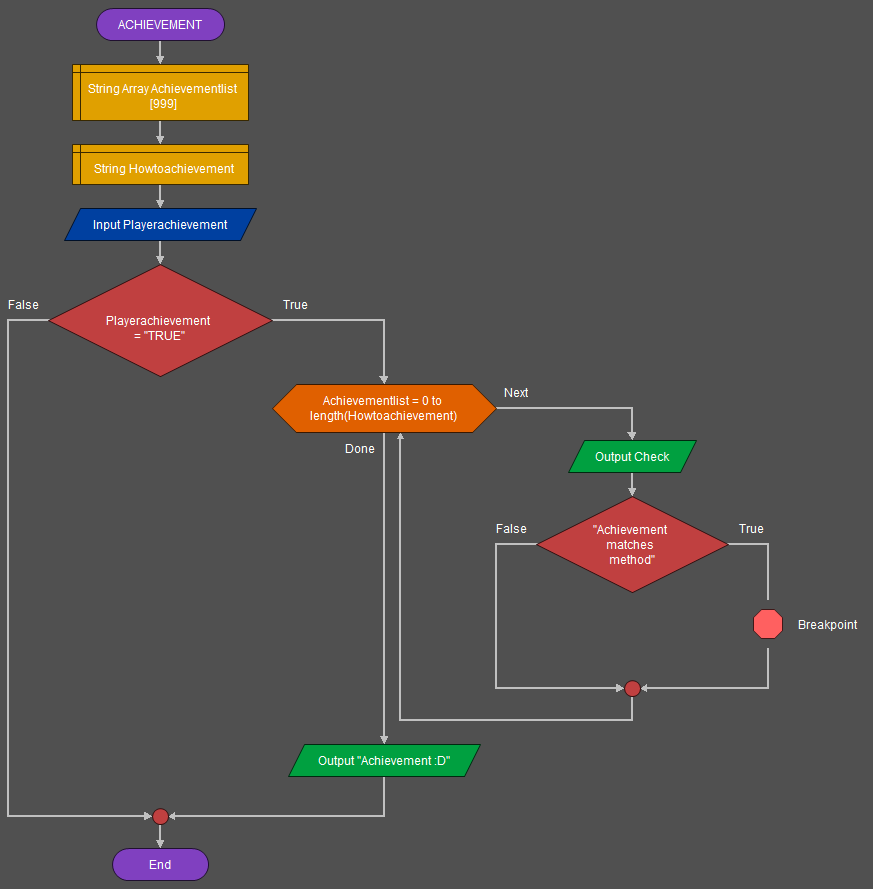 ACHIEVEMENT
String Array Achievementlist
[999]
String Howtoachievement
Input Playerachievement
False
True
Playerachievement
= "TRUE"
Achievementlist = 0 to
length(Howtoachievement)
Next
Done
Output Check
False
True
"Achievement
matches
method"
Breakpoint
Output "Achievement :D"
End